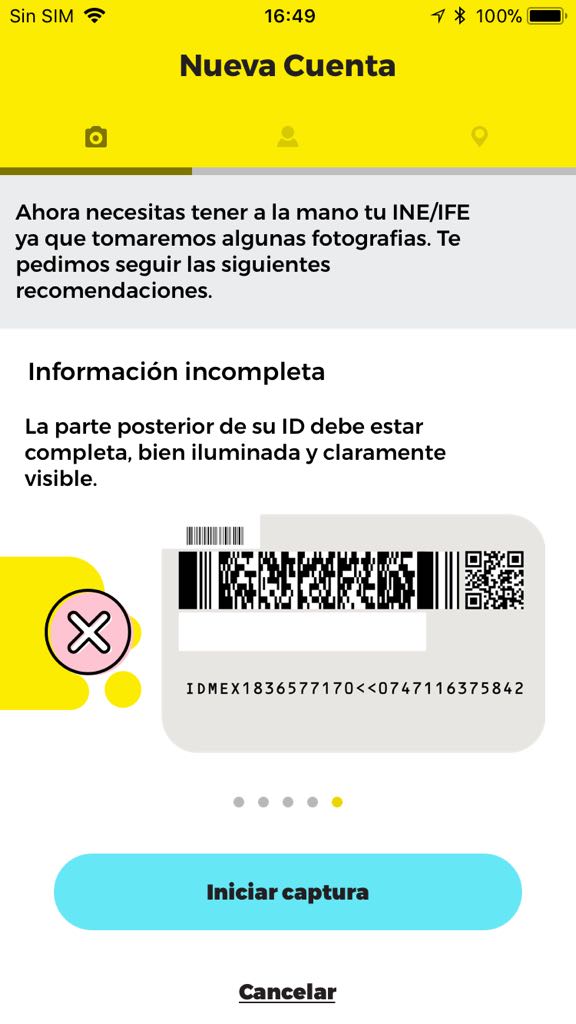 Sin SIM 16:49 100%
Nueva Cuenta
Ahora necesitas tener a la mano tu INE/IFE
ya que tomaremos algunas fotografias. Te
pedimos seguir las siguientes
recomendaciones.
Información incompleta
La parte posterior de su ID debe estar
completa, bien iluminada y claramente
visible.
IDMEX1836577170<<0747116375842
Iniciar captura
Cancelar